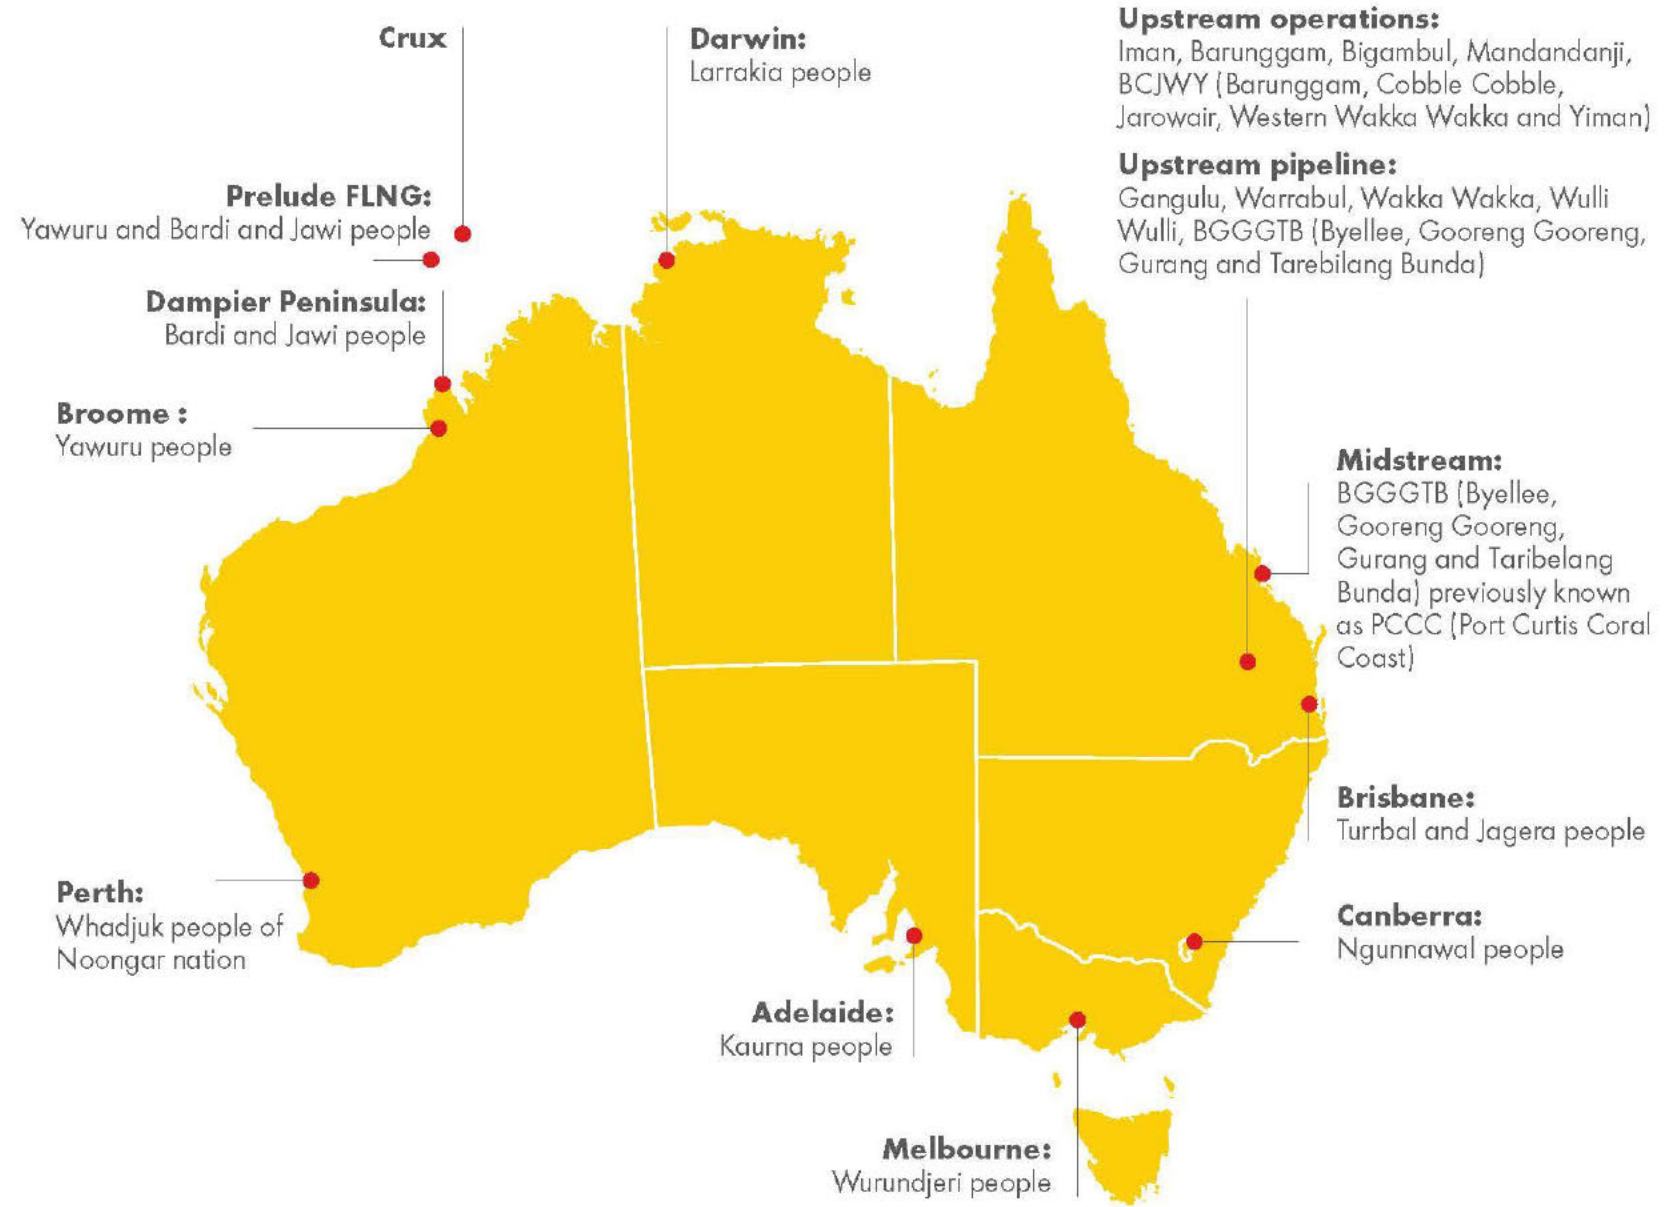 Crux
Darwin:
Larrakia people
Upstream operations:
Iman, Barunggam, Bigambul, Mandandanji,
BCJWY (Barunggam, Cobble Cobble,
Jarowair, Western Wakka Wakka and Yiman)
Upstream pipeline:
Gangulu, Warrabul, Wakka Wakka, Wulli
Wulli, BGGGTB (Byellee, Gooreng Gooreng,
Gurang and Tarebilang Bunda)
Prelude FLNG:
Yawuru and Bardi and Jawi people
Dampier Peninsula:
Bardi and Jawi people
Broome :
Yawuru people
Midstream:
BGGGTB (Byellee,
Gooreng Gooreng,
Gurang and Taribelang
Bunda) previously known
as PCCC (Port Curtis Coral
Coast)
Brisbane:
Turrbal and Jagera people
Perth:
Whadjuk people of
Noongar nation
Canberra:
Ngunnawal people
Adelaide:
Kaurna people
Melbourne:
Wurundjeri people